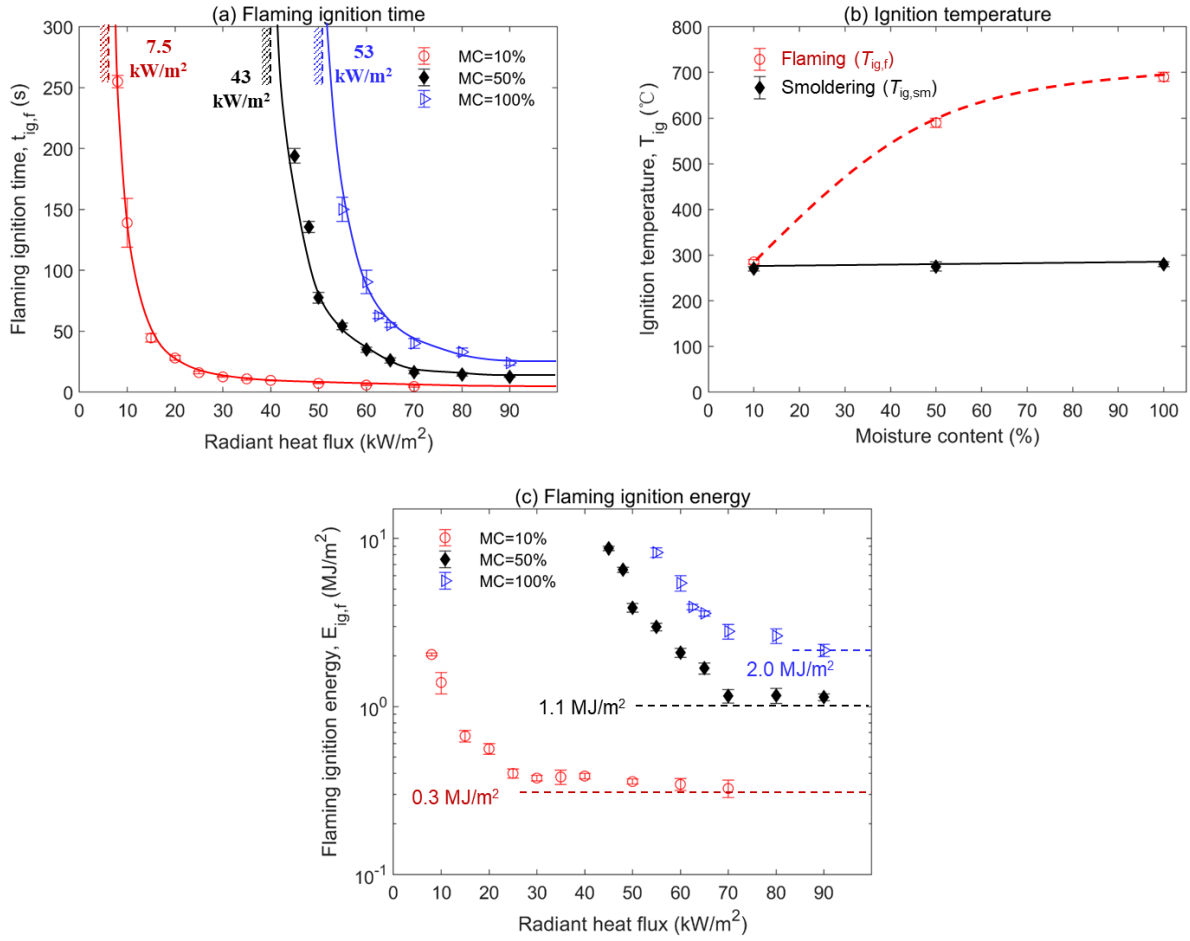 (a) Flaming ignition time
Flaming ignition time, t_ig,f (s)
300
250
200
150
100
50
0
7.5
kW/m²
43
kW/m²
53
kW/m²
MC=10%
MC=50%
MC=100%
10 20 30 40 50 60 70 80 90
Radiant heat flux (kW/m²)
(b) Ignition temperature
Ignition temperature, T_ig (℃)
800
700
600
500
400
300
200
100
0
Flaming (T_ig,f)
Smoldering (T_ig,sm)
0 10 20 30 40 50 60 70 80 90 100
Moisture content (%)
(c) Flaming ignition energy
Flaming ignition energy, E_ig,f (MJ/m²)
10¹
10⁰
10⁻¹
MC=10%
MC=50%
MC=100%
2.0 MJ/m²
1.1 MJ/m²
0.3 MJ/m²
0 10 20 30 40 50 60 70 80 90
Radiant heat flux (kW/m²)